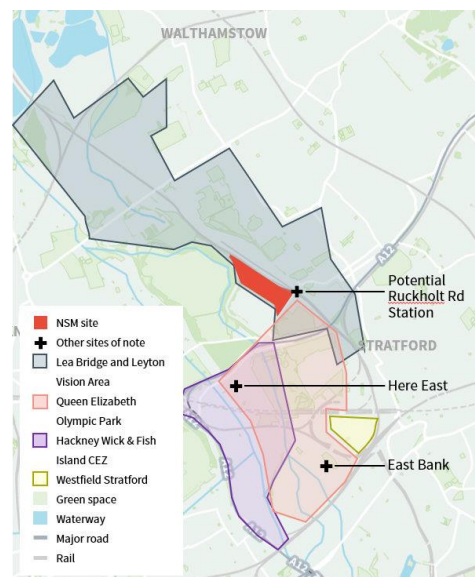 WALTHAMSTOW
A12
Potential
Ruckholt Rd
Station
STRATFORD
Here East
East Bank
NSM site
Other sites of note
Lea Bridge and Leyton
Vision Area
Queen Elizabeth
Olympic Park
Hackney Wick & Fish
Island CEZ
Westfield Stratford
Green space
Waterway
Major road
Rail
A12